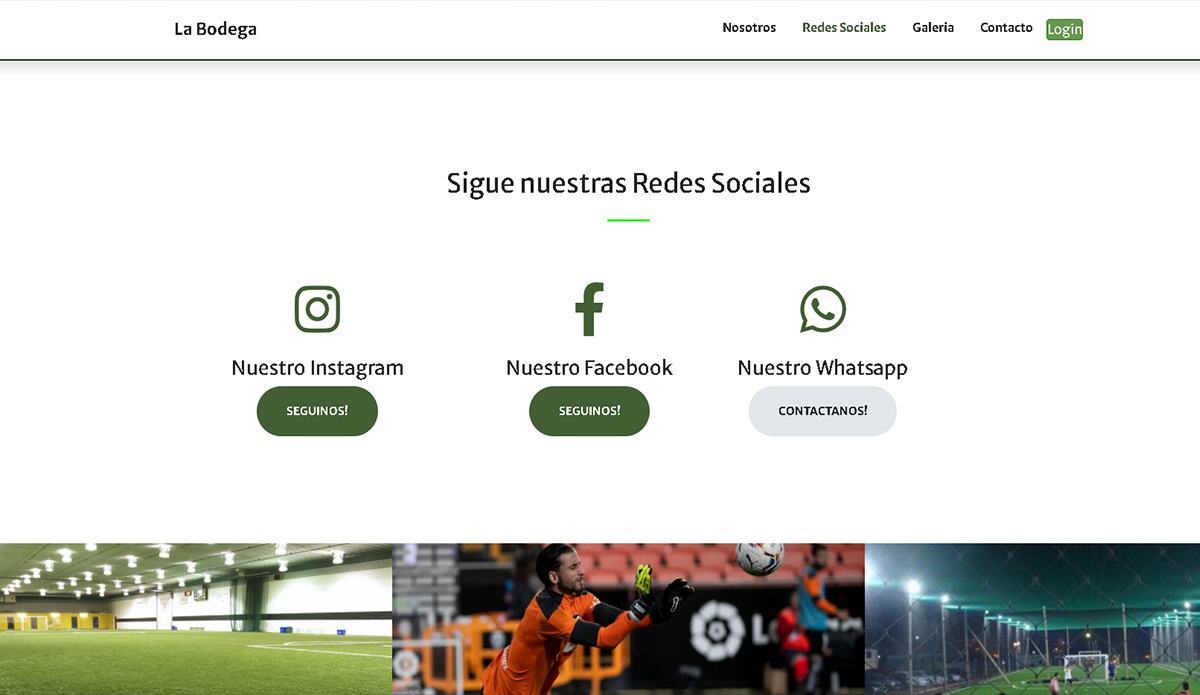 La Bodega
Nosotros
Redes Sociales
Galeria
Contacto
Login
Sigue nuestras Redes Sociales
Nuestro Instagram
Nuestro Facebook
Nuestro Whatsapp
SEGUINOS!
SEGUINOS!
CONTACTANOS!